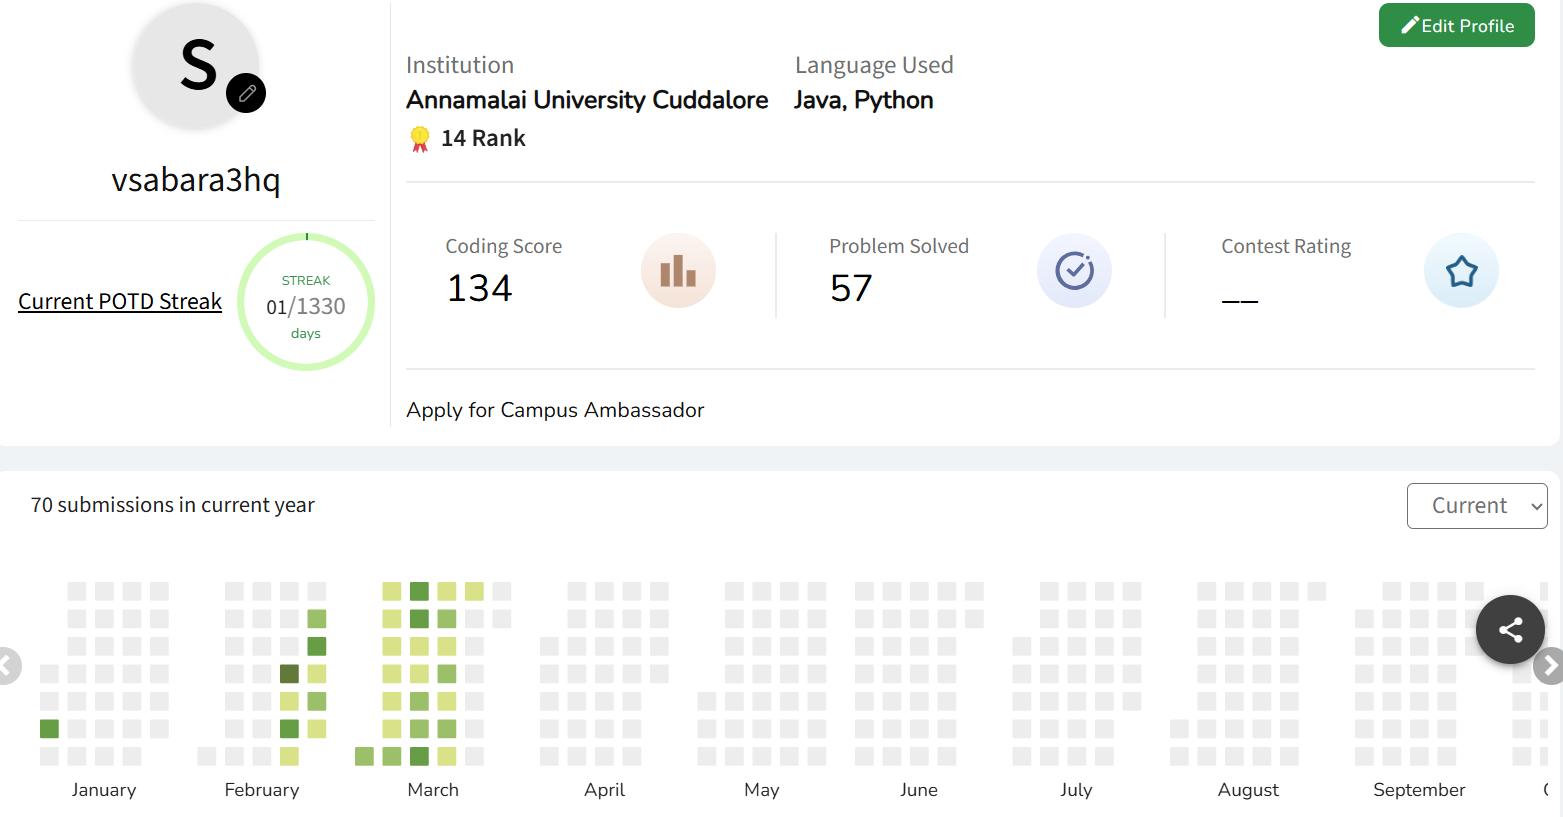 S
vsabara3hq
Current POTD Streak
STREAK
01/1330
days
Edit Profile
Institution
Annamalai University Cuddalore
14 Rank
Language Used
Java, Python
Coding Score
134
Problem Solved
57
Contest Rating
__
Apply for Campus Ambassador
70 submissions in current year
Current
January February March April May June July August September